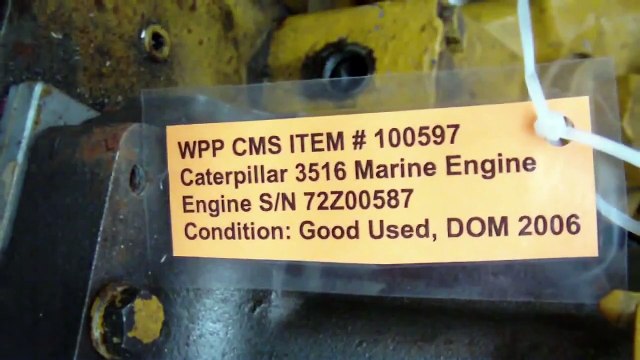 WPP CMS ITEM # 100597
Caterpillar 3516 Marine Engine
Engine S/N 72Z00587
Condition: Good Used, DOM 2006